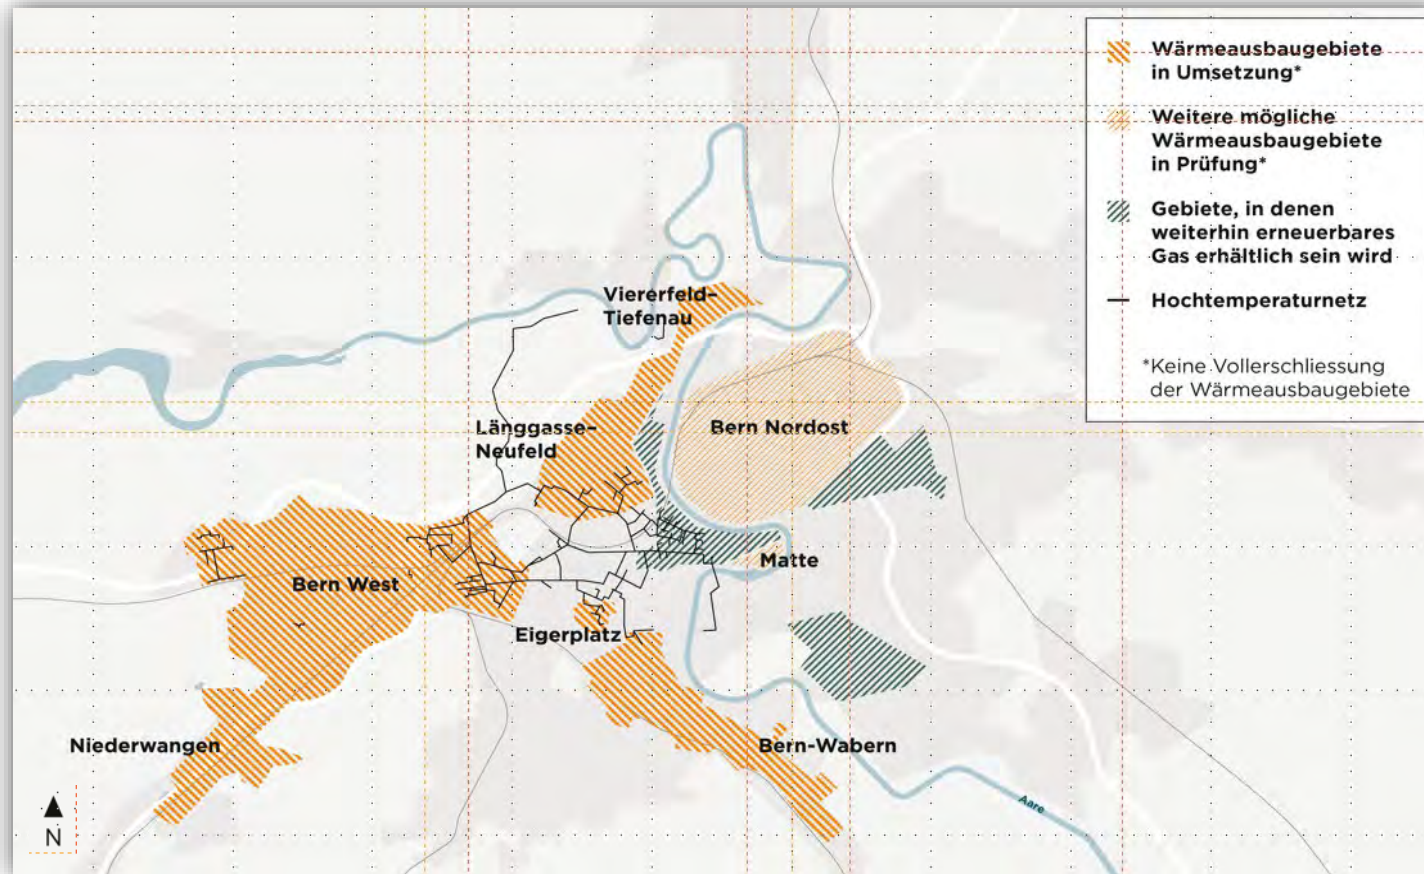 Wärmeausbaugebiete
in Umsetzung*
Weitere mögliche
Wärmeausbaugebiete
in Prüfung*
Gebiete, in denen
weiterhin erneuerbares
Gas erhältlich sein wird
Hochtemperaturnetz
*Keine Vollerschliessung
der Wärmeausbaugebiete
Viererfeld–
Tiefenau
Länggasse–
Neufeld
Bern Nordost
Matte
Bern West
Eigerplatz
Niederwangen
Bern-Wabern
Aare
N